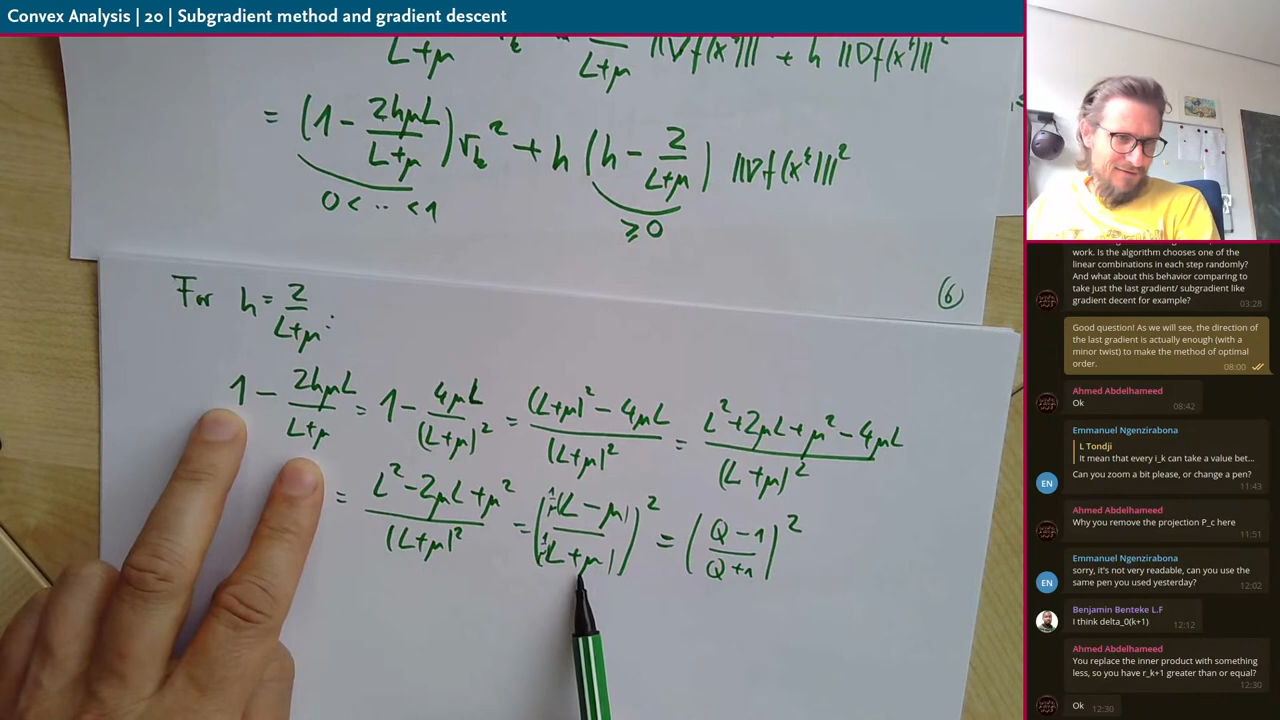 Convex Analysis | 20 | Subgradient method and gradient descent
L+μ L+μ ‖∇f(x^k)‖² + h ‖∇f(x^k)‖²
= (1 - 2hμL/(L+μ)) r_k² + h (h - 2/(L+μ)) ‖∇f(x^k)‖²
0 < .. < 1
≥ 0
6
For h = 2/(L+μ):
1 - 2hμL/(L+μ) = 1 - 4μL/(L+μ)² = ((L+μ)² - 4μL)/(L+μ)² = (L²+2μL+μ²-4μL)/(L+μ)²
= (L²-2μL+μ²)/(L+μ)² = (1/μ(L-μ)/1/μ(L+μ))² = ((Q-1)/(Q+1))²
work. Is the algorithm chooses one of the
linear combinations in each step randomly?
And what about this behavior comparing to
take just the last gradient/ subgradient like
gradient decent for example?
03:28
Good question! As we will see, the direction of
the last gradient is actually enough (with a
minor twist) to make the method of optimal
order.
08:00
Ahmed Abdelhameed
Ok
08:42
Emmanuel Ngenzirabona
L Tondji
It mean that every i_k can take a value bet...
EN
Can you zoom a bit please, or change a pen?
11:43
Ahmed Abdelhameed
Why you remove the projection P_c here
11:51
Emmanuel Ngenzirabona
sorry, it's not very readable, can you use the
EN
same pen you used yesterday?
12:02
Benjamin Benteke L.F
I think delta_0(k+1)
12:12
Ahmed Abdelhameed
You replace the inner product with something
less, so you have r_k+1 greater than or equal?
12:30
Ok
12:30